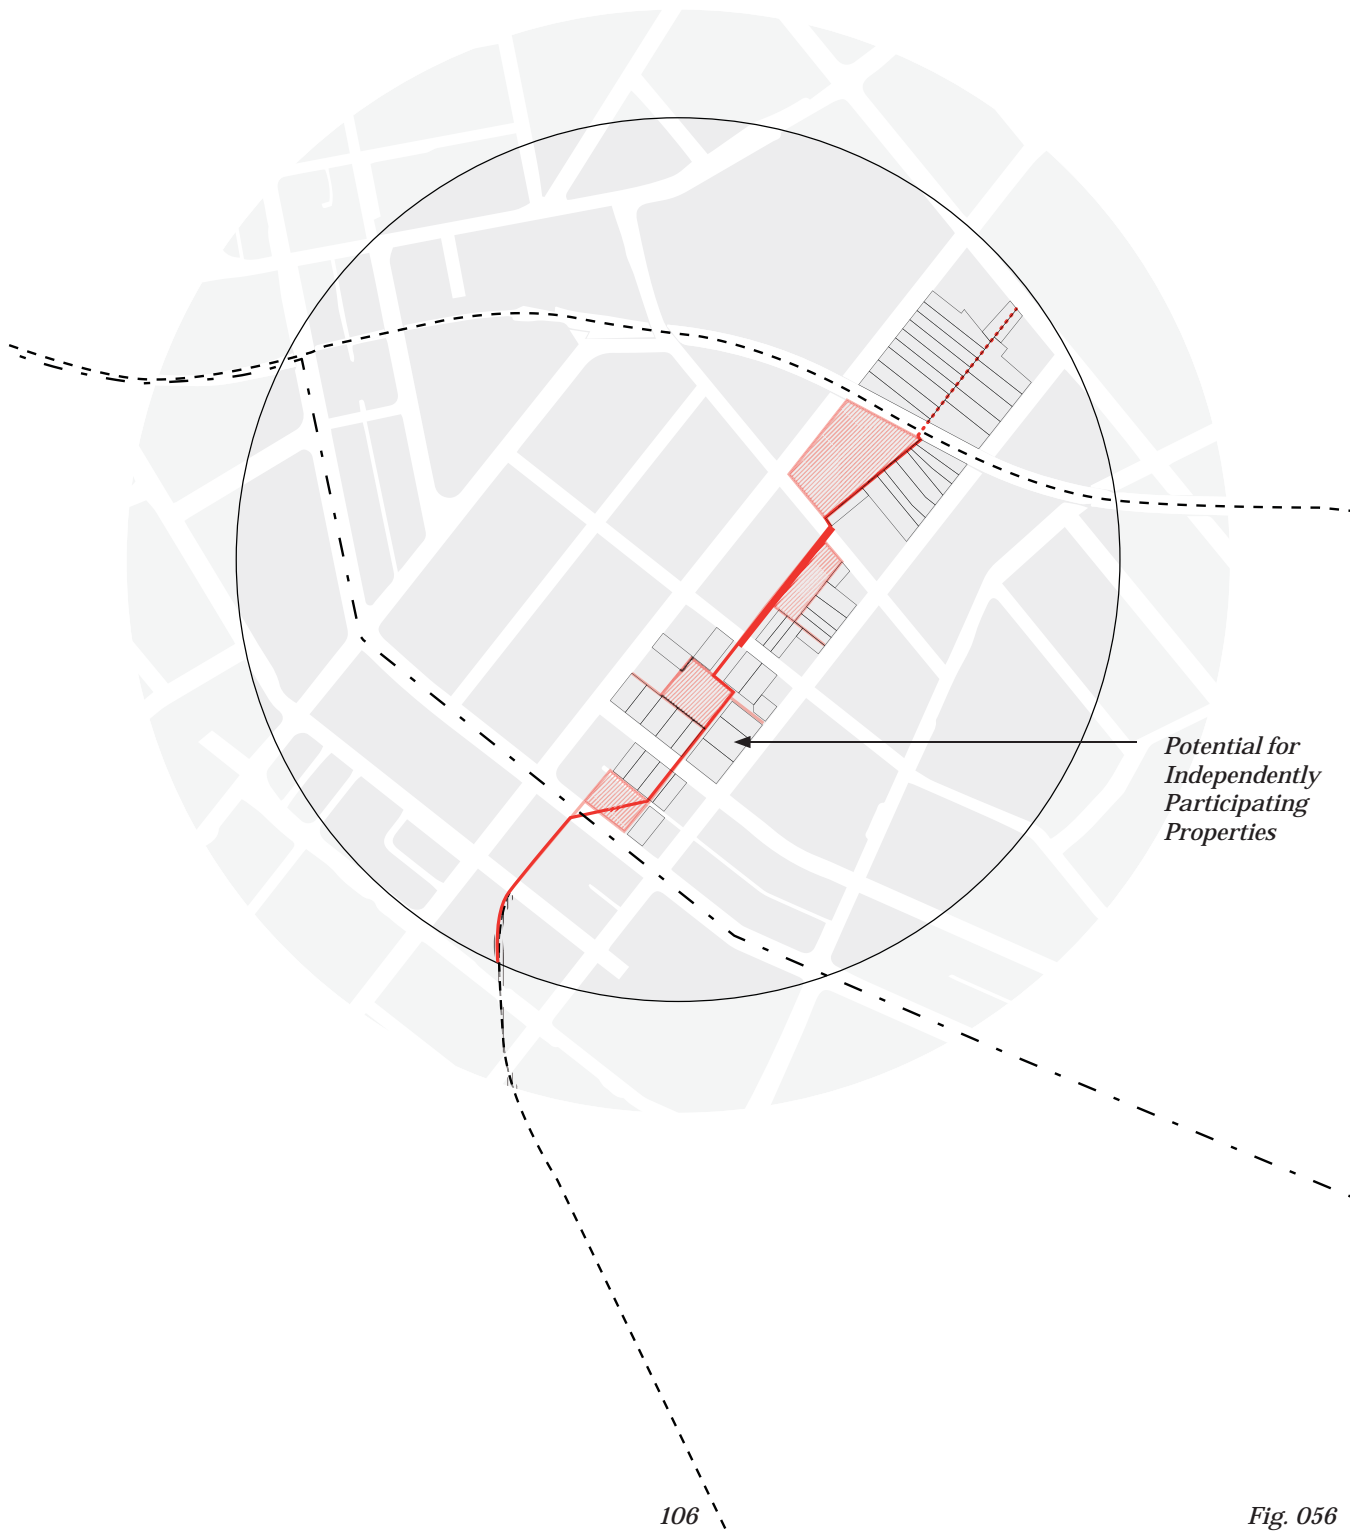 Potential for
Independently
Participating
Properties
106
Fig. 056